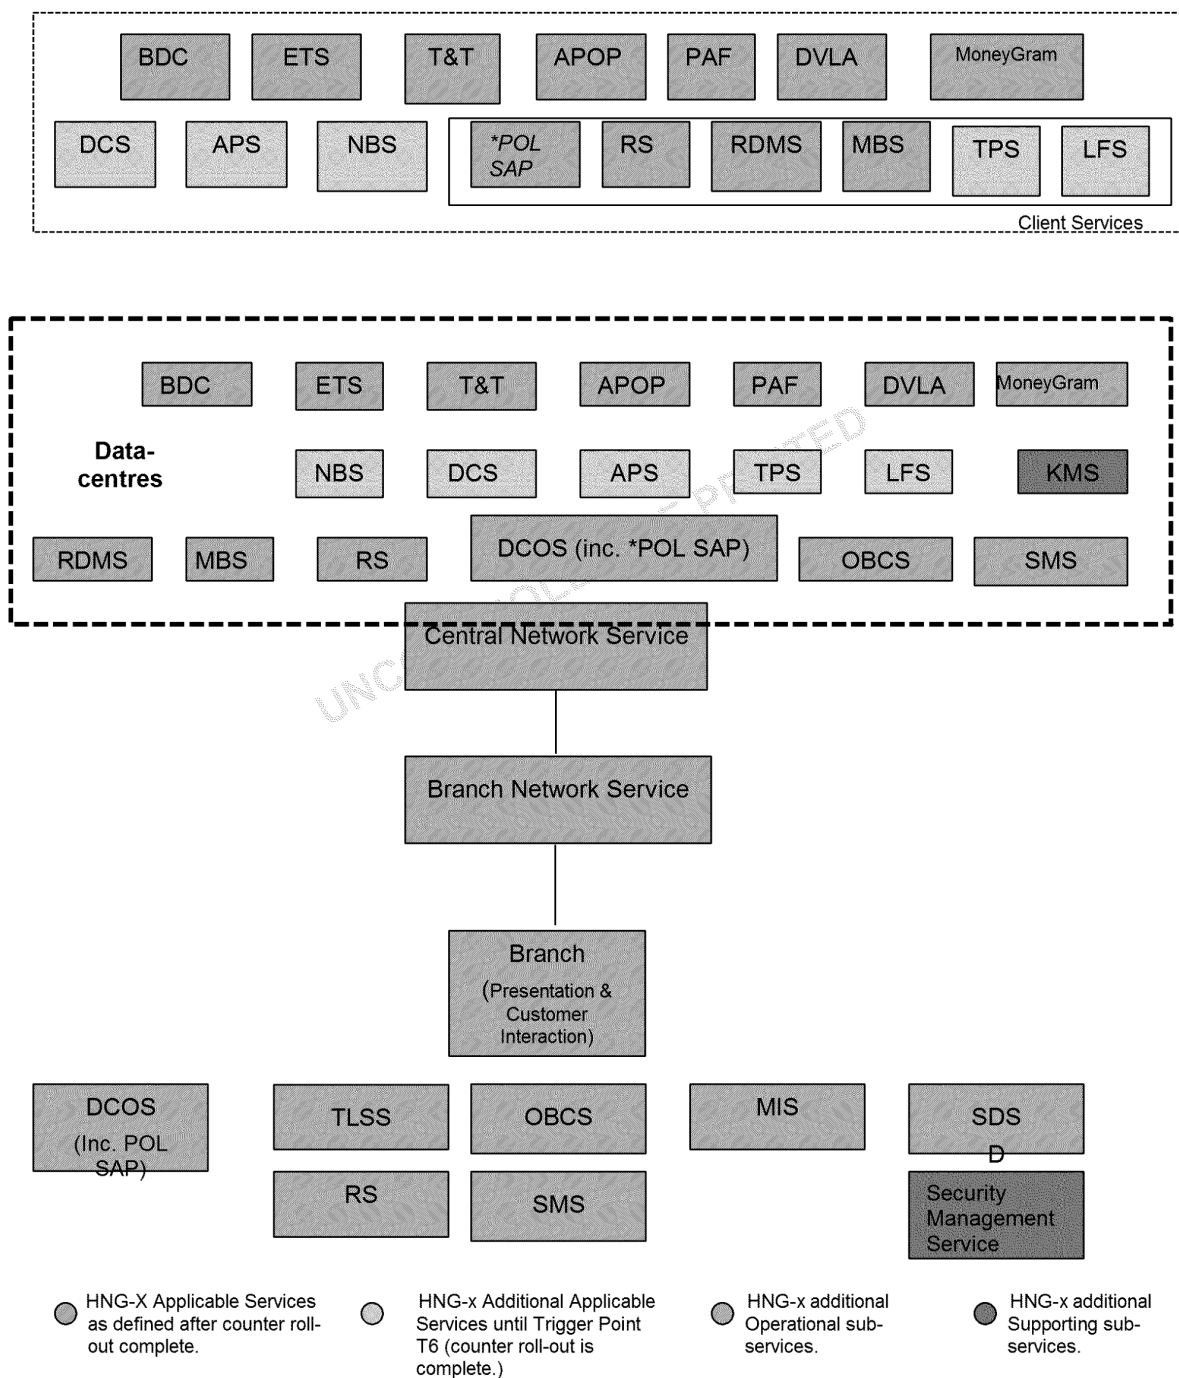 BDC ETS T&T APOP PAF DVLA MoneyGram
DCS APS NBS *POL RS RDMS MBS TPS LFS
SAP
Client Services
BDC ETS T&T APOP PAF DVLA MoneyGram
Data-
centres
NBS DCS APS TPS LFS KMS
RDMS MBS RS DCOS (inc. *POL SAP) OBCS SMS
Central Network Service
Branch Network Service
Branch
(Presentation &
Customer
Interaction)
DCOS
(Inc. POL
SAP)
TLSS OBCS MIS SDS
D
RS SMS
Security
Management
Service
HNG-X Applicable Services
as defined after counter roll-
out complete.
HNG-x Additional Applicable
Services until Trigger Point
T6 (counter roll-out is
complete.)
HNG-x additional
Operational sub-
services.
HNG-x additional
Supporting sub-
services.